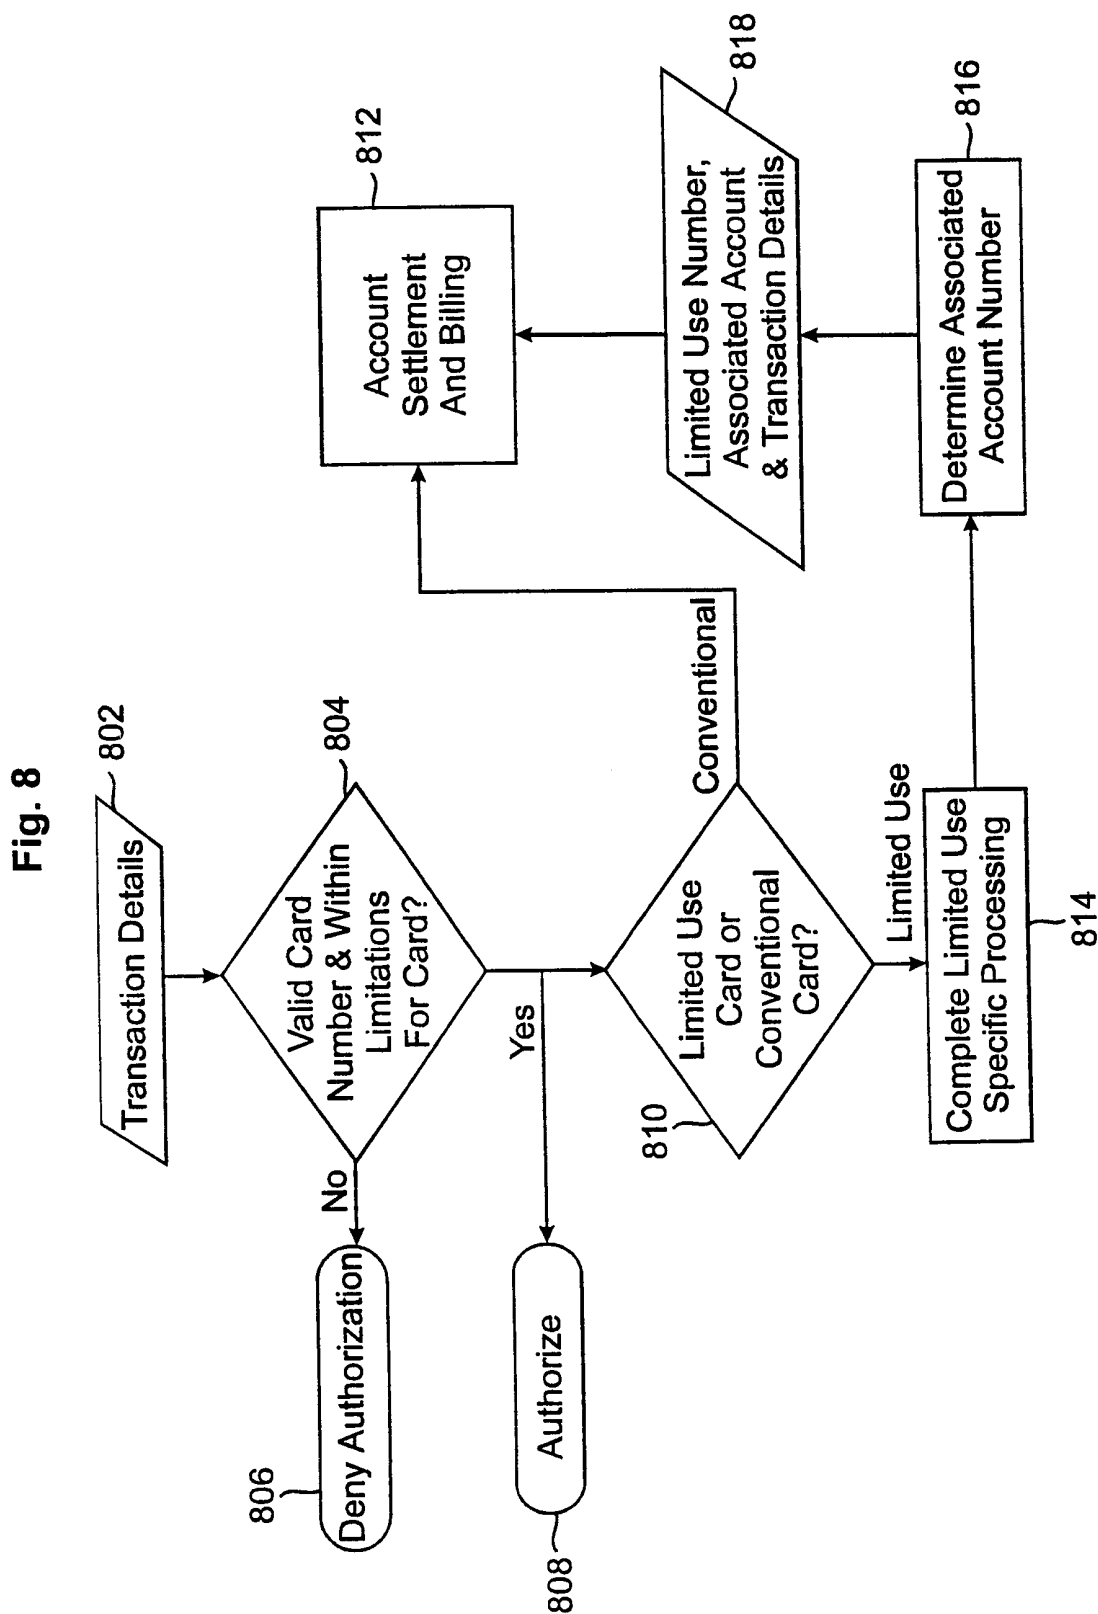 Fig. 8
802
Transaction Details
804
Valid Card
Number & Within
Limitations
For Card?
No
806
Deny Authorization
Yes
808
Authorize
810
Limited Use
Card or
Conventional
Card?
Conventional
812
Account
Settlement
And Billing
Limited Use
814
Complete Limited Use
Specific Processing
816
Determine Associated
Account Number
818
Limited Use Number,
Associated Account
& Transaction Details